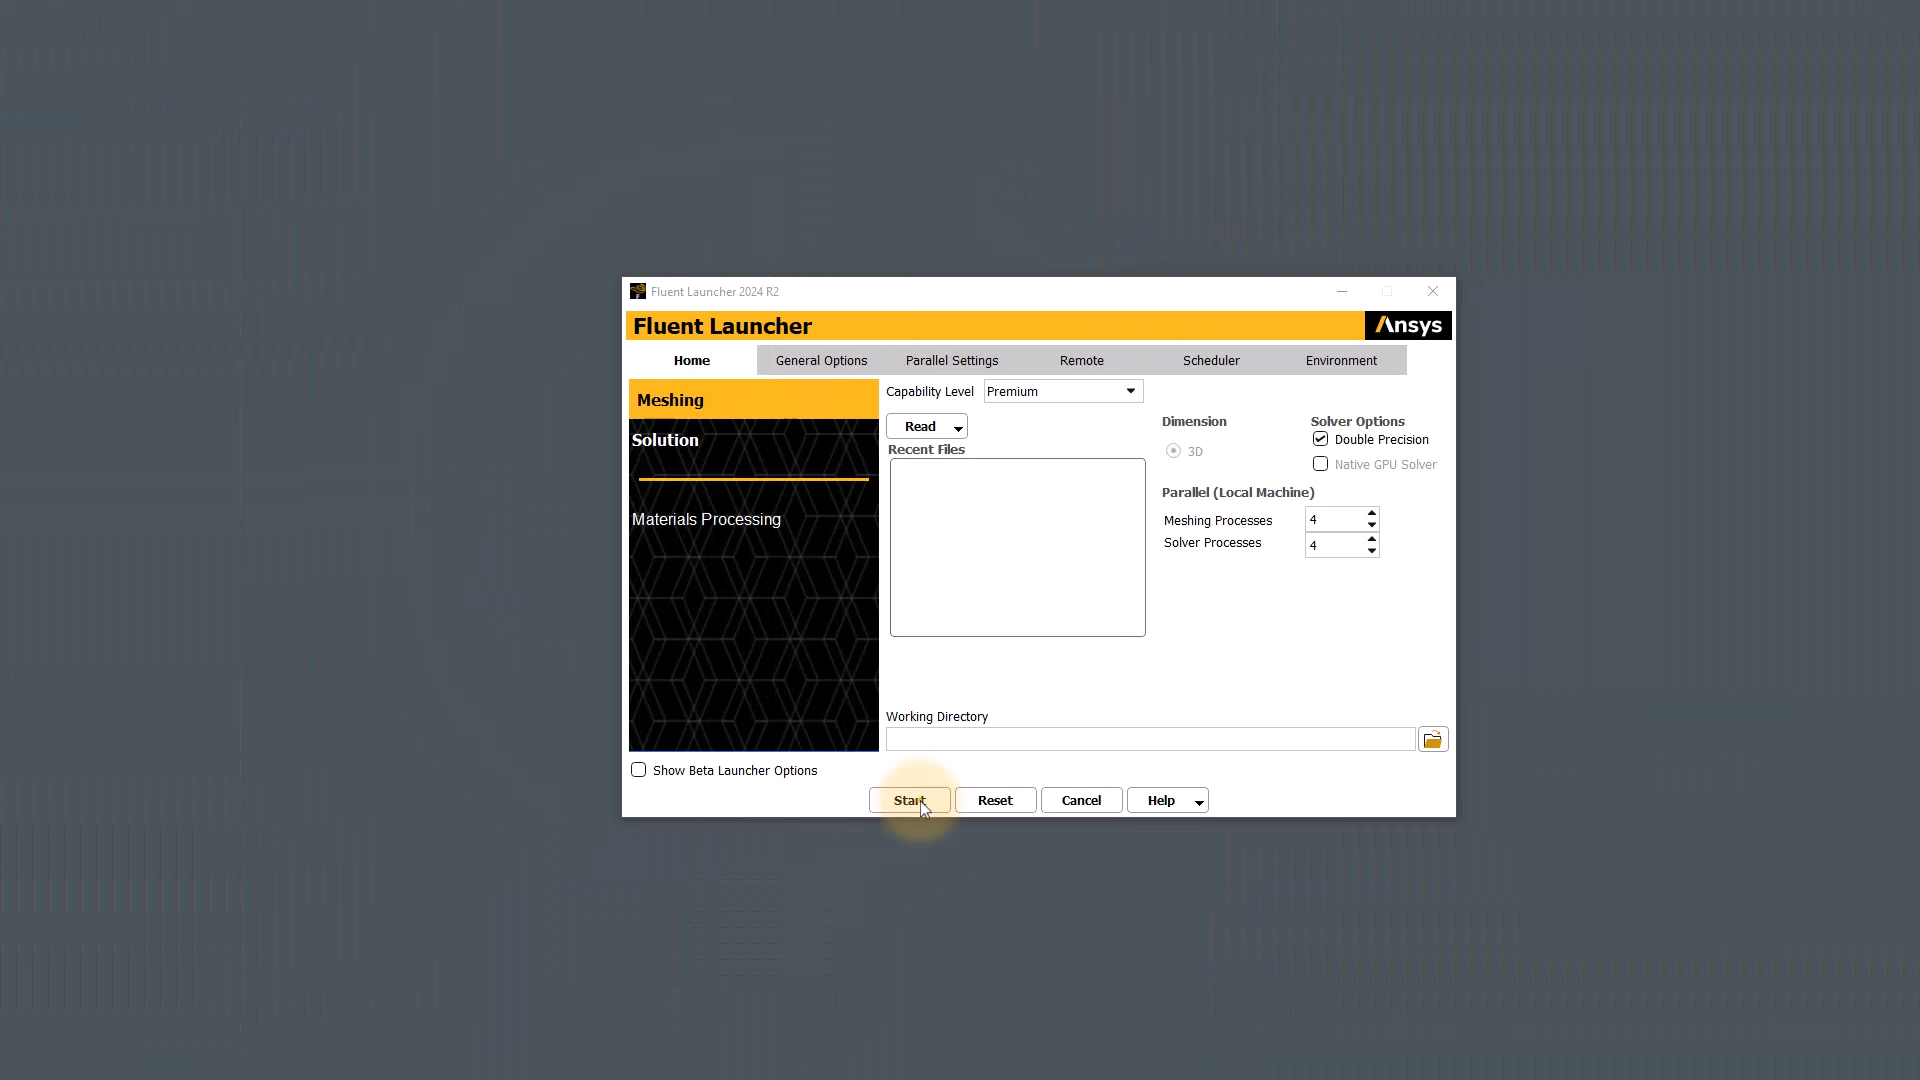 Fluent Launcher 2024 R2
Fluent Launcher
Ansys
Home
General Options
Parallel Settings
Remote
Scheduler
Environment
Meshing
Solution
Materials Processing
Capability Level
Premium
Read
Recent Files
Dimension
3D
Solver Options
Double Precision
Native GPU Solver
Parallel (Local Machine)
Meshing Processes
4
Solver Processes
4
Working Directory
Show Beta Launcher Options
Start
Reset
Cancel
Help